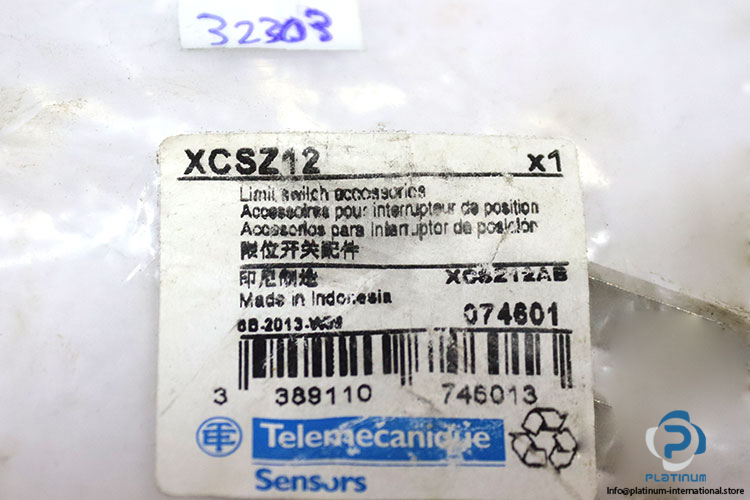 32303
XCSZ12 x1
Limit switch accessories
Accessoires pour interrupteur de position
Accesorios para interruptor de posición
限位开关配件
印尼制造 XCSZ12AB
Made in Indonesia
2013 074601
3 389110 746013
Telemecanique
Sensors
PLATINUM
Info@platinum-international.store